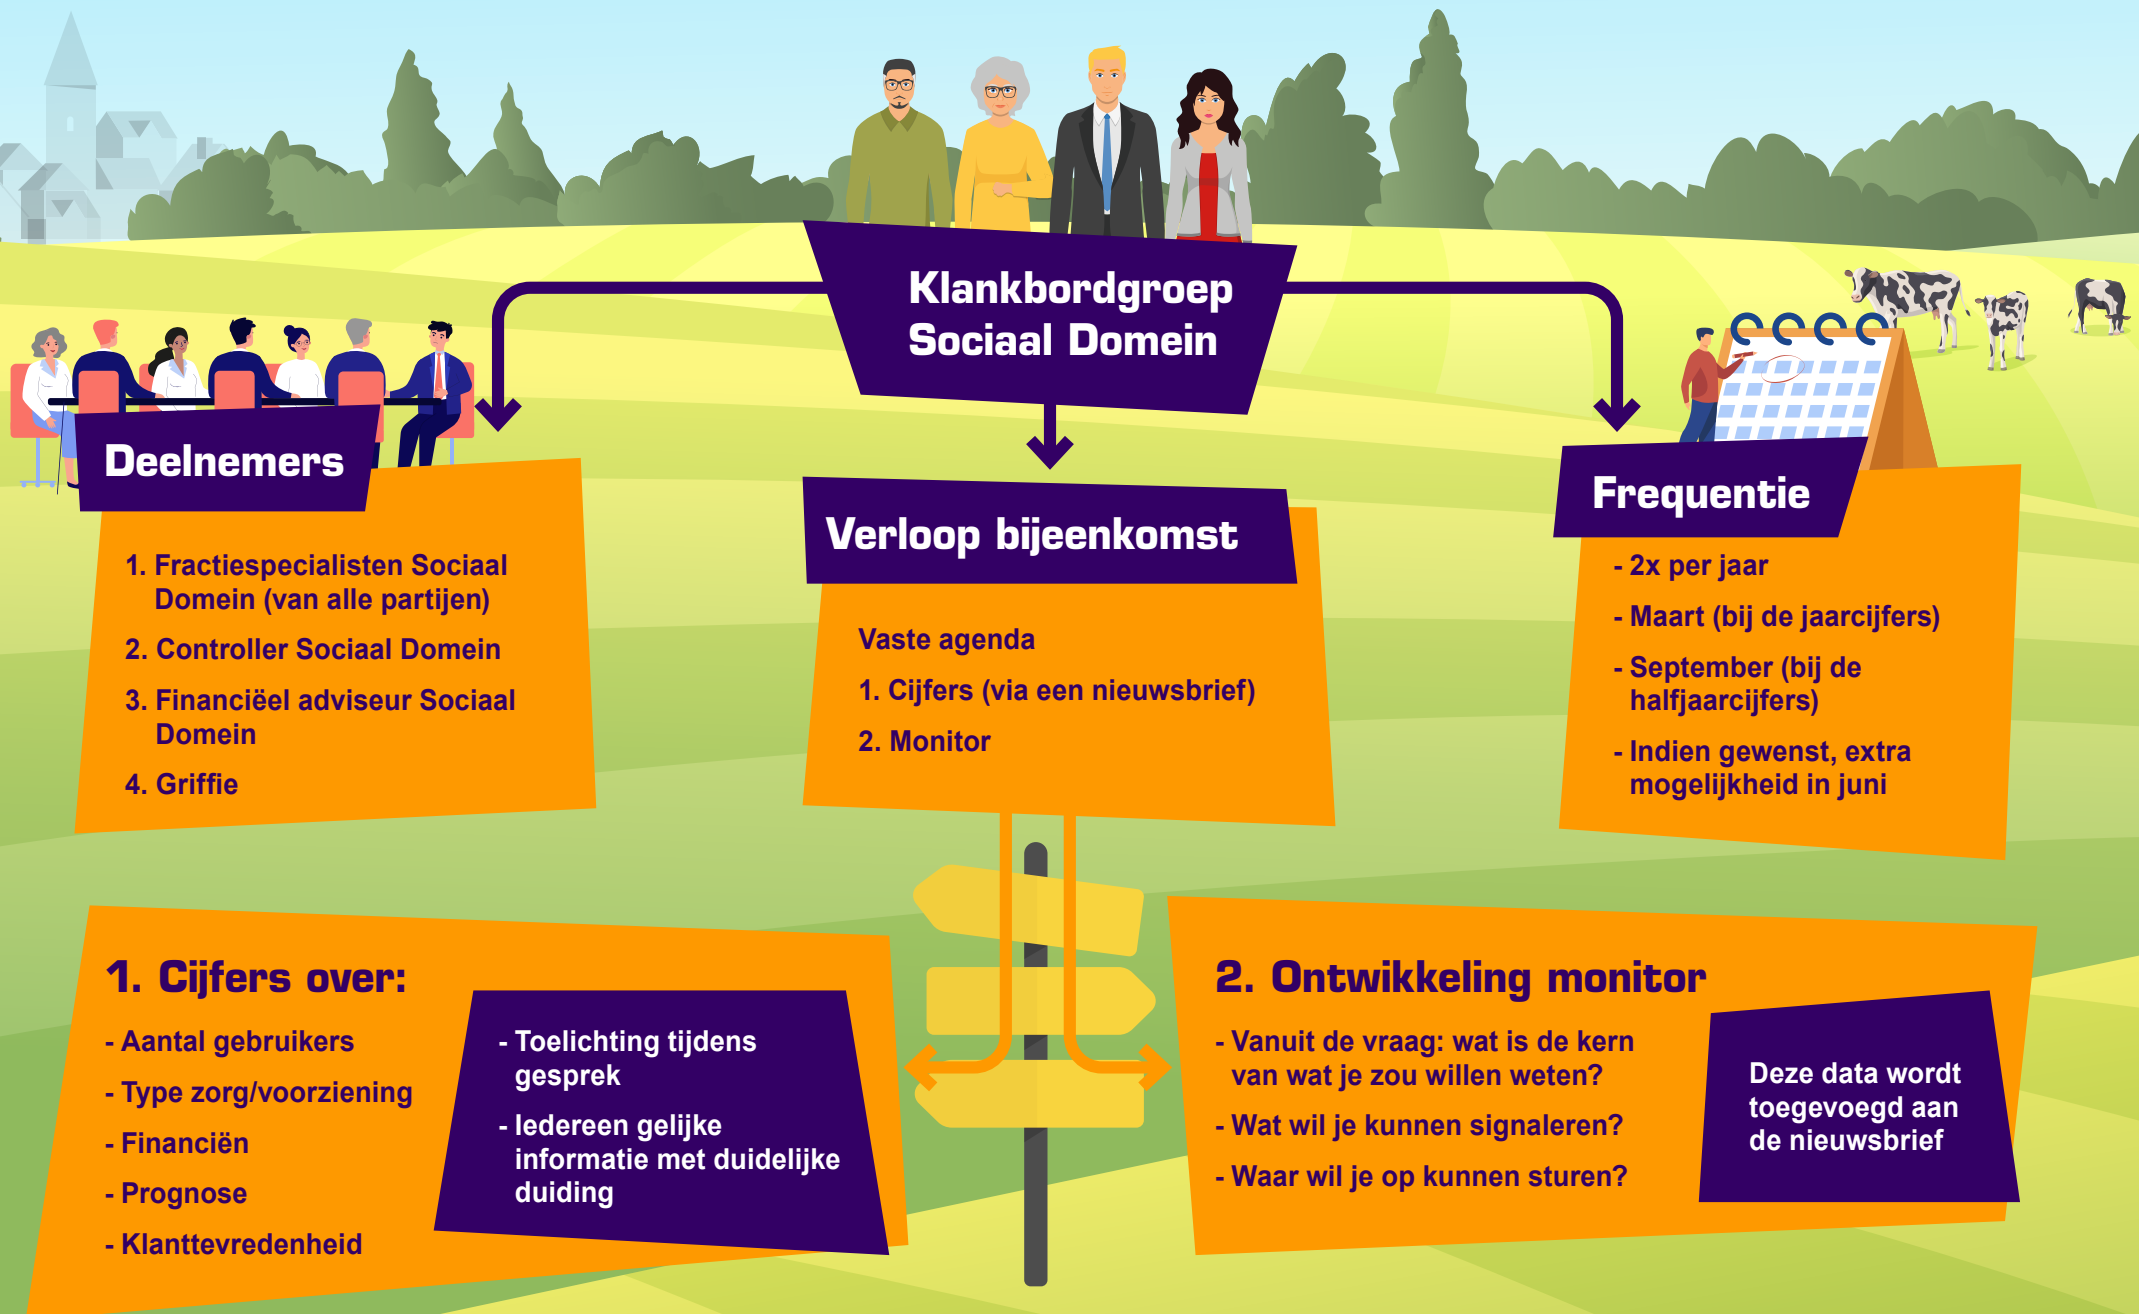 Klankbordgroep
Sociaal Domein
Deelnemers
1. Fractiespecialisten Sociaal
Domein (van alle partijen)
2. Controller Sociaal Domein
3. Financiëel adviseur Sociaal
Domein
4. Griffie
Verloop bijeenkomst
Vaste agenda
1. Cijfers (via een nieuwsbrief)
2. Monitor
Frequentie
- 2x per jaar
- Maart (bij de jaarcijfers)
- September (bij de
halfjaarcijfers)
- Indien gewenst, extra
mogelijkheid in juni
1. Cijfers over:
- Aantal gebruikers
- Type zorg/voorziening
- Financiën
- Prognose
- Klanttevredenheid
- Toelichting tijdens
gesprek
- Iedereen gelijke
informatie met duidelijke
duiding
2. Ontwikkeling monitor
- Vanuit de vraag: wat is de kern
van wat je zou willen weten?
- Wat wil je kunnen signaleren?
- Waar wil je op kunnen sturen?
Deze data wordt
toegevoegd aan
de nieuwsbrief